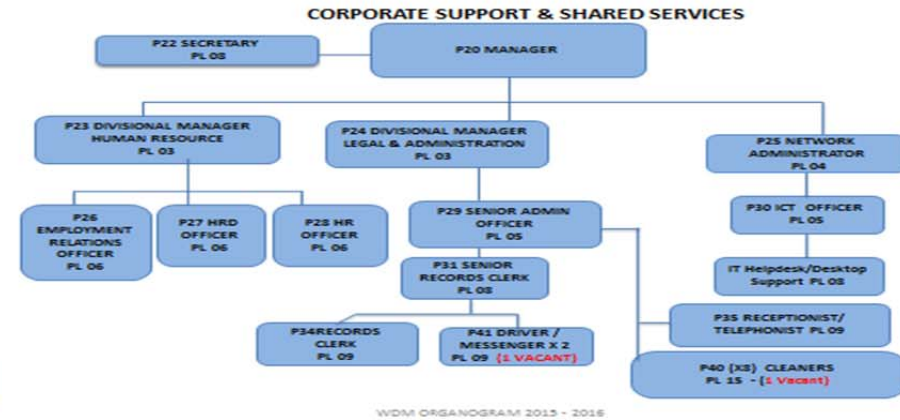 CORPORATE SUPPORT & SHARED SERVICES
P22 SECRETARY
PL 08
P20 MANAGER
P23 DIVISIONAL MANAGER
HUMAN RESOURCE
PL 03
P24 DIVISIONAL MANAGER
LEGAL & ADMINISTRATION
PL 03
P25 NETWORK
ADMINISTRATOR
PL 04
P26
EMPLOYMENT
RELATIONS
OFFICER
PL 06
P27 HRD
OFFICER
PL 06
P28 HR
OFFICER
PL 06
P29 SENIOR ADMIN
OFFICER
PL 05
P30 ICT OFFICER
PL 05
P31 SENIOR
RECORDS CLERK
PL 08
IT Helpdesk/Desktop
Support PL 08
P34RECORDS
CLERK
PL 09
P41 DRIVER /
MESSENGER X 2
PL 09 (1 VACANT)
P35 RECEPTIONIST/
TELEPHONIST PL 09
P40 (X8) CLEANERS
PL 15 - (1 Vacant)
WDM ORGANOGRAM 2015 - 2016